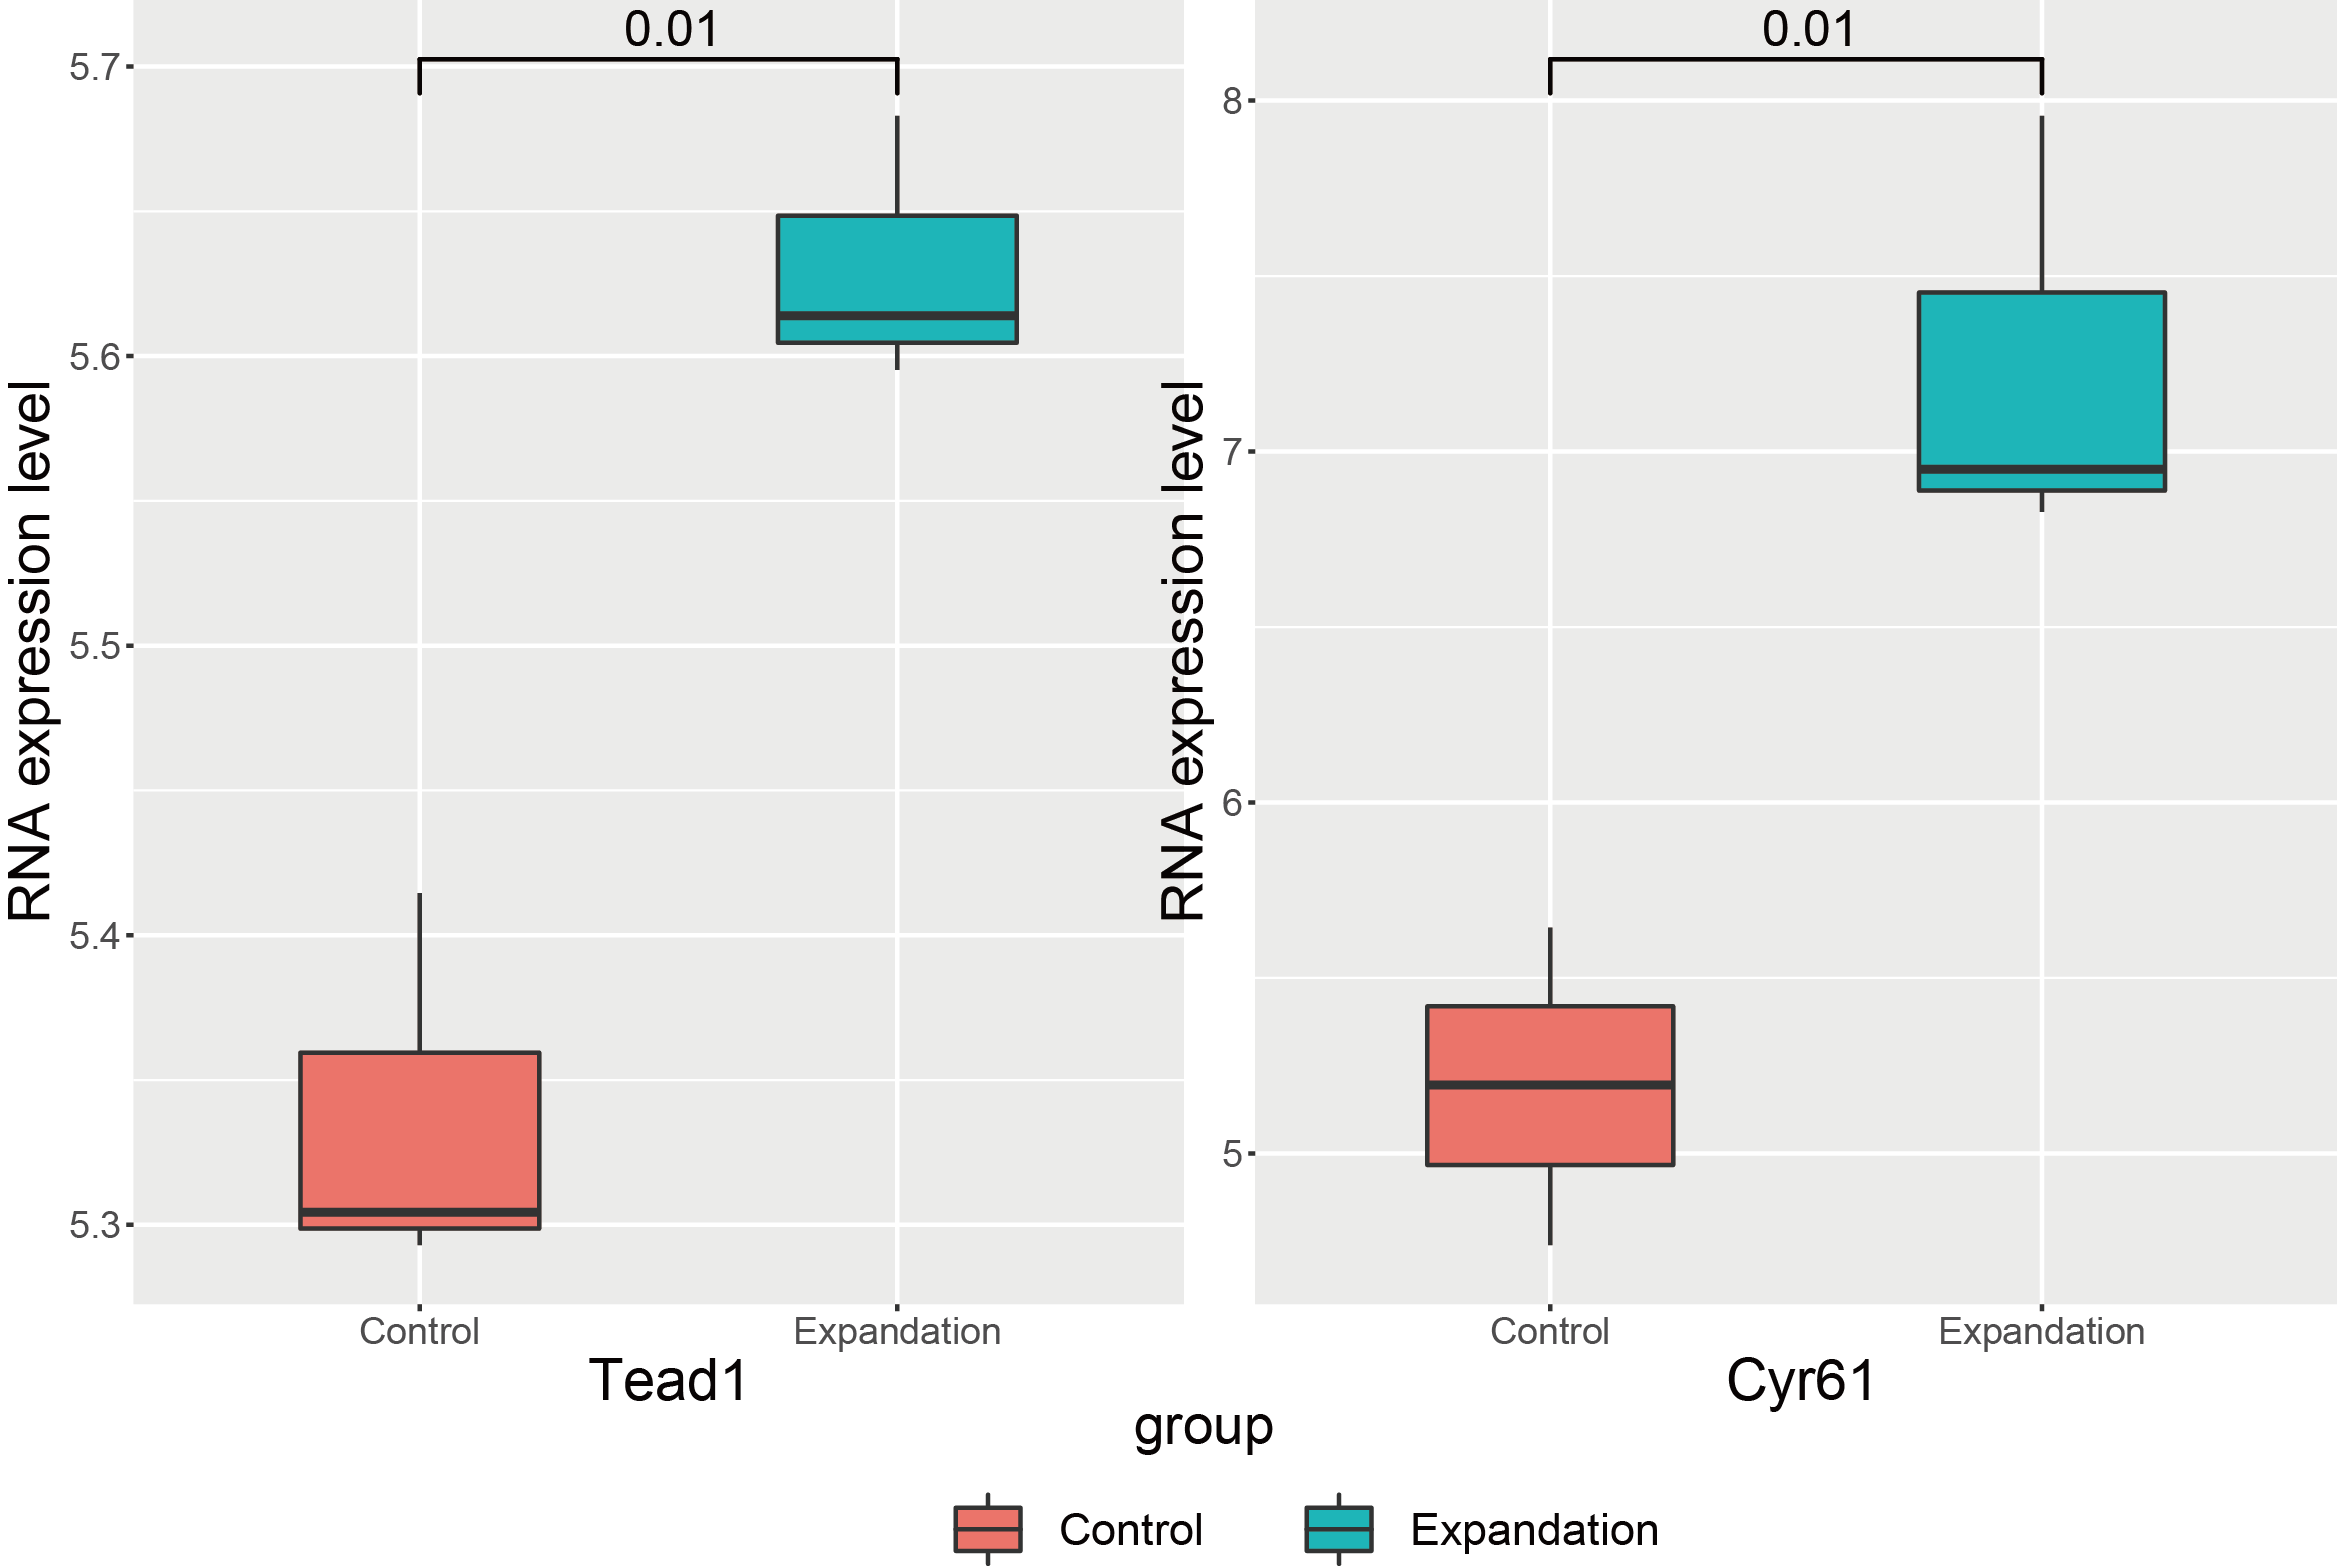 0.01
5.7
5.6
5.5
5.4
5.3
RNA expression level
Control Expandation
Tead1
0.01
8
7
6
5
RNA expression level
Control Expandation
Cyr61
group
Control Expandation